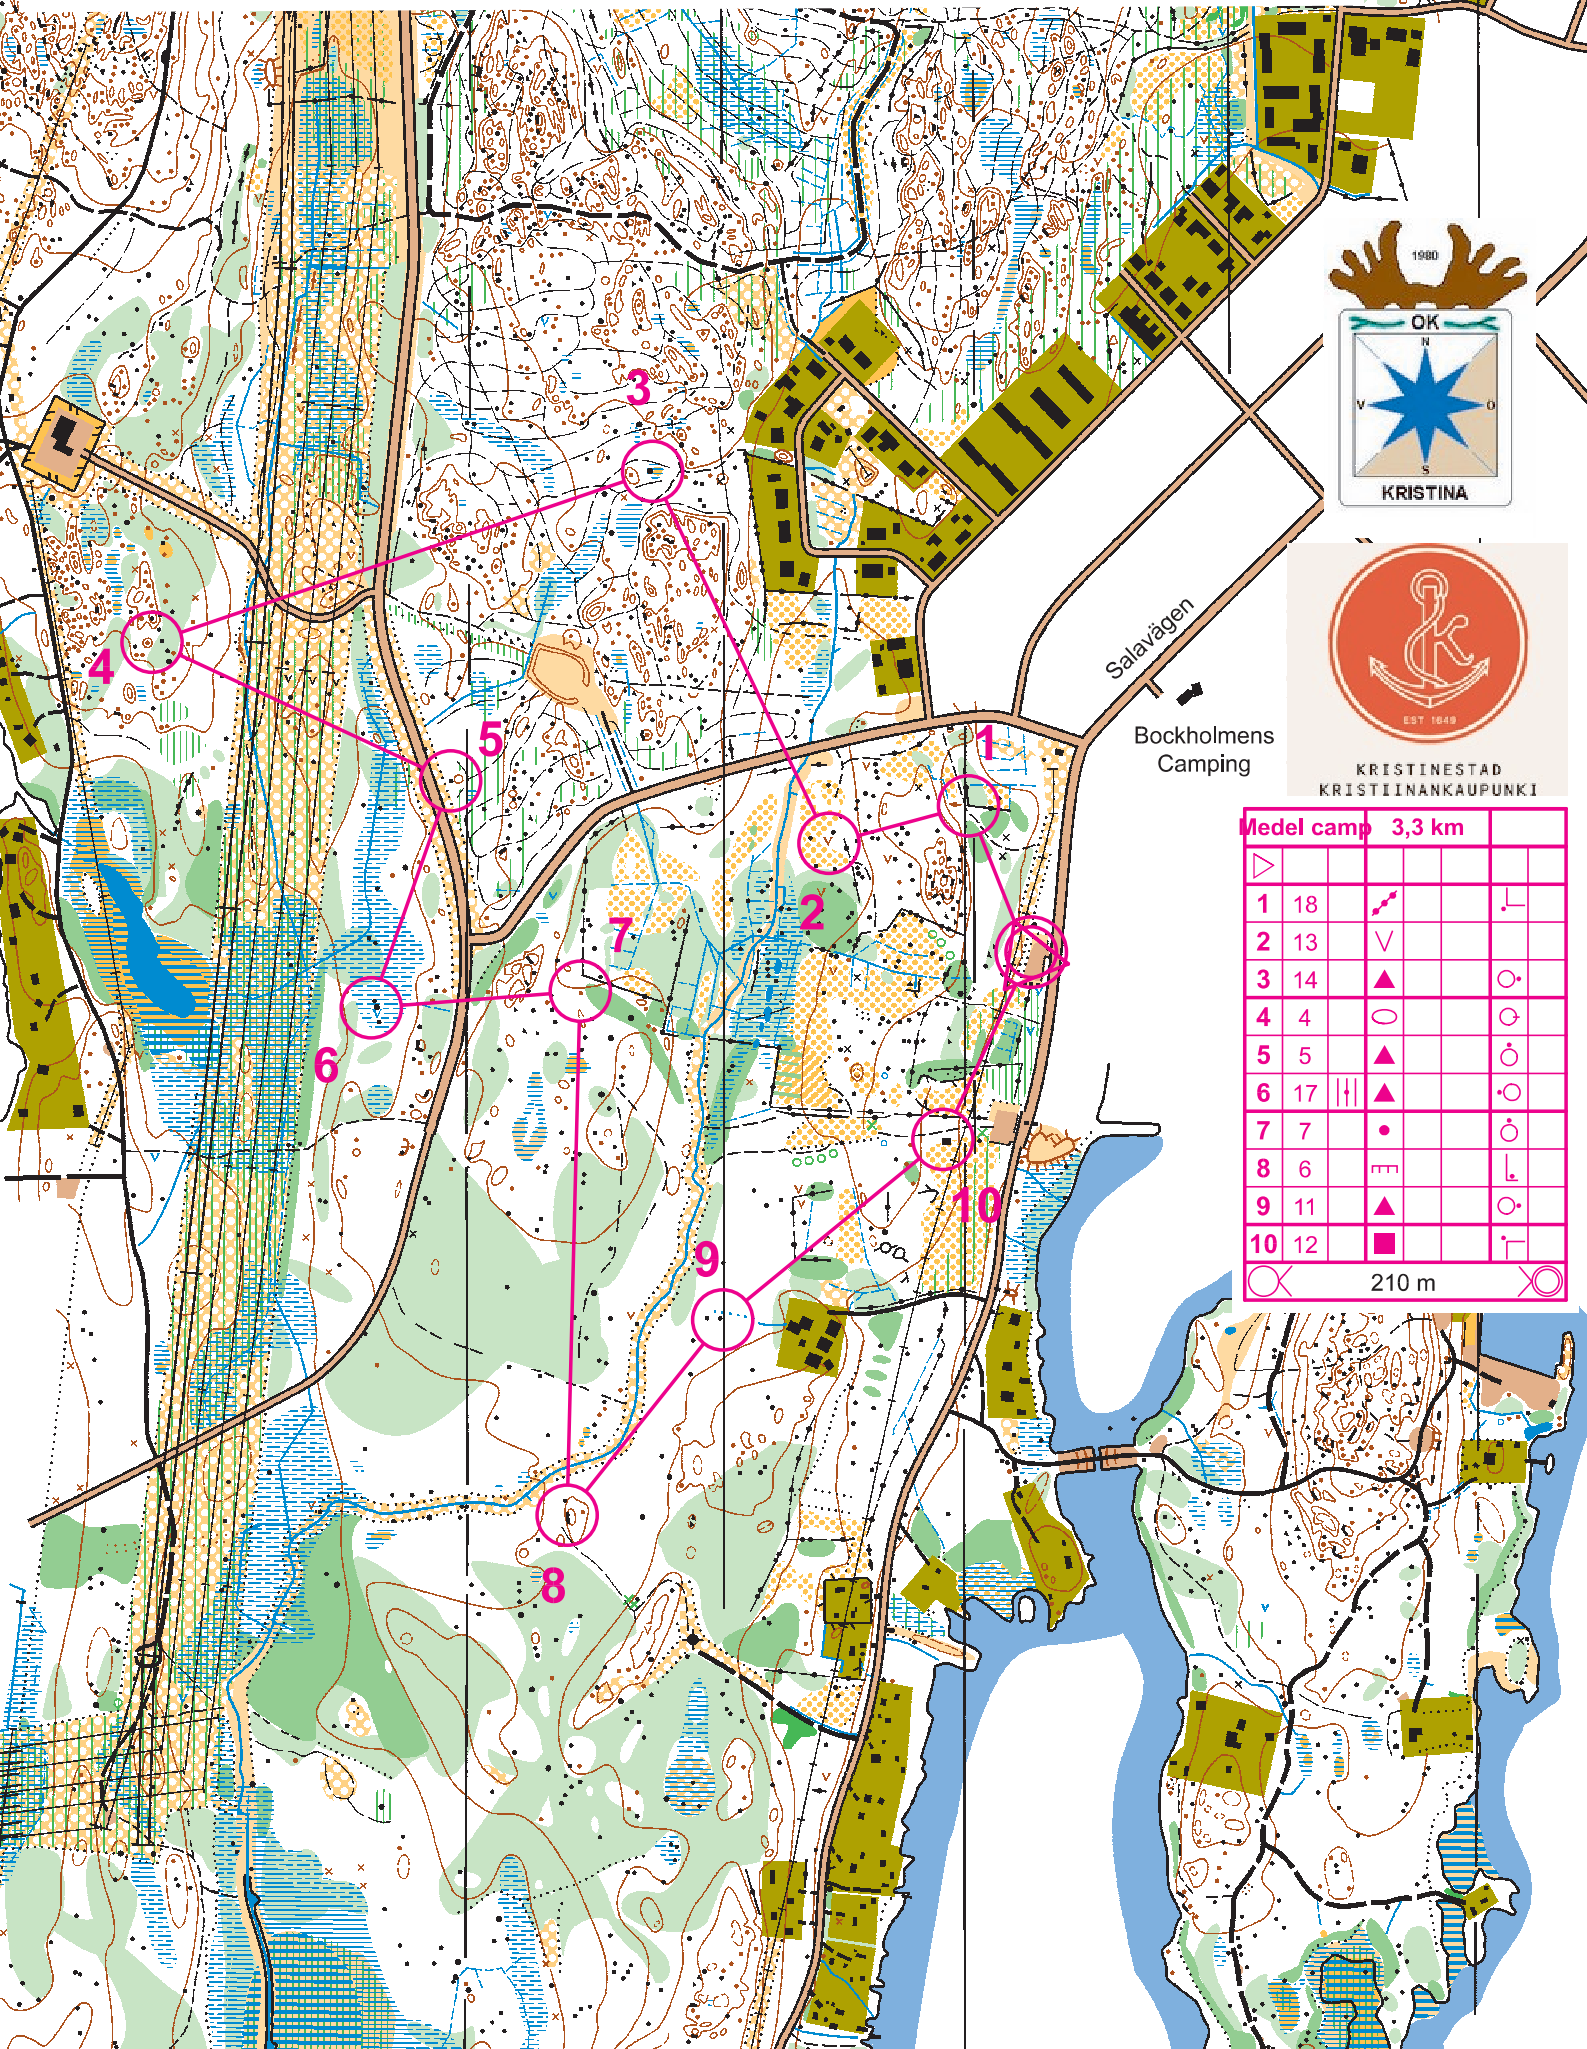 1980
OK
N
V
O
S
KRISTINA
3
4
Salavägen
EST 1649
5
1
Bockholmens
Camping
KRISTINESTAD
KRISTIINANKAUPUNKI
2
7
6
10
9
8
Medel camp 3,3 km
1 18
2 13
3 14
4 4
5 5
6 17
7 7
8 6
9 11
10 12
210 m